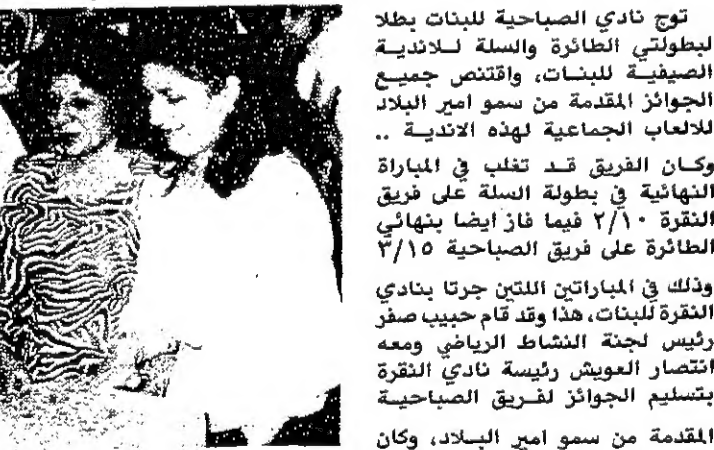 توج نادي الصباحية للبنات بطلا
لبطولتي الطائرة والسلة للاندية
الصيفية للبنات، واقتنص جميع
الجوائز المقدمة من سمو امير البلاد
للالعاب الجماعية لهذه الاندية ..
وكان الفريق قد تغلب في المباراة
النهائية في بطولة السلة على فريق
النقرة ٢/١٠ فيما فاز ايضا بنهائي
الطائرة على فريق الصباحية ٣/١٥
وذلك في المباراتين اللتين جرتا بنادي
النقرة للبنات، هذا وقد قام حبيب صفر
رئيس لجنة النشاط الرياضي ومعه
انتصار العويش رئيسة نادي النقرة
بتسليم الجوائز لفريق الصباحية
المقدمة من سمو امير البلاد، وكان